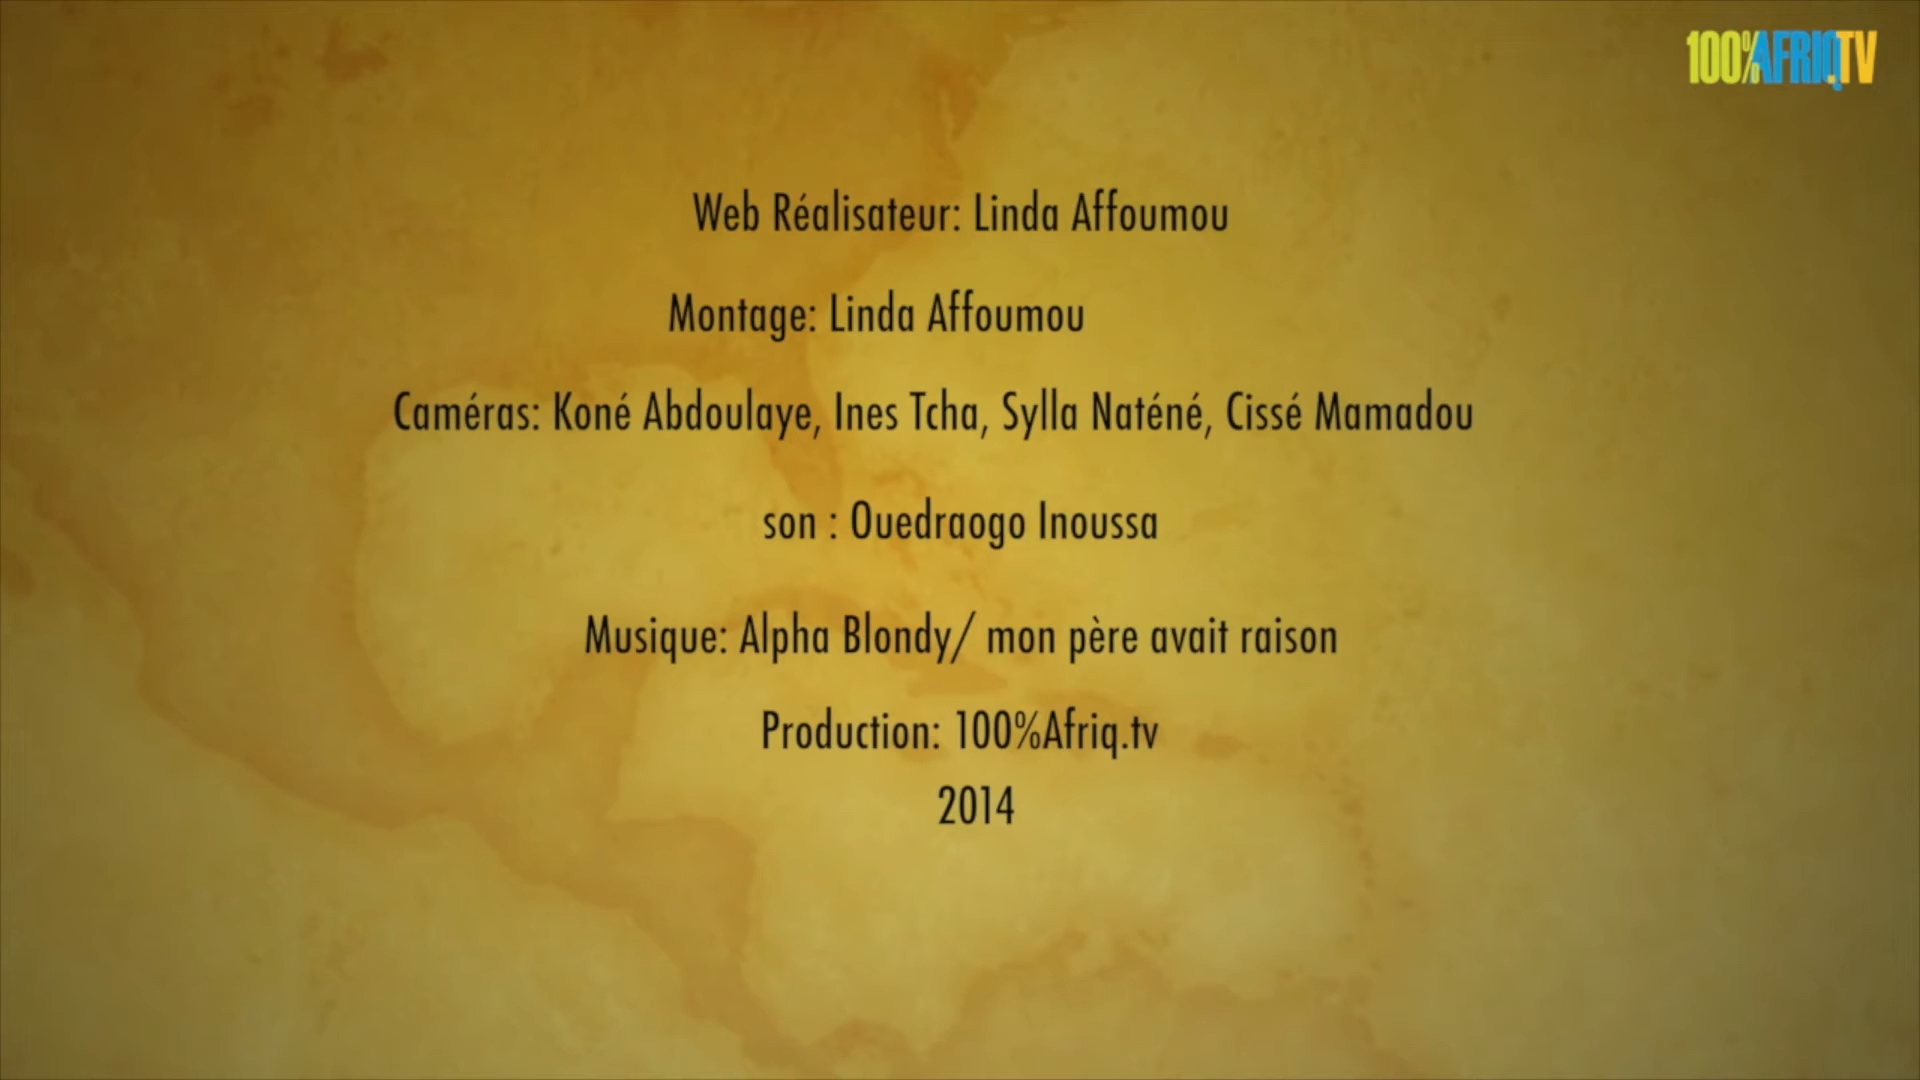 100%AFRIQ.TV
Web Réalisateur: Linda Affoumou
Montage: Linda Affoumou
Caméras: Koné Abdoulaye, Ines Tcha, Sylla Naténé, Cissé Mamadou
son : Ouedraogo Inoussa
Musique: Alpha Blondy/ mon père avait raison
Production: 100%Afriq.tv
2014